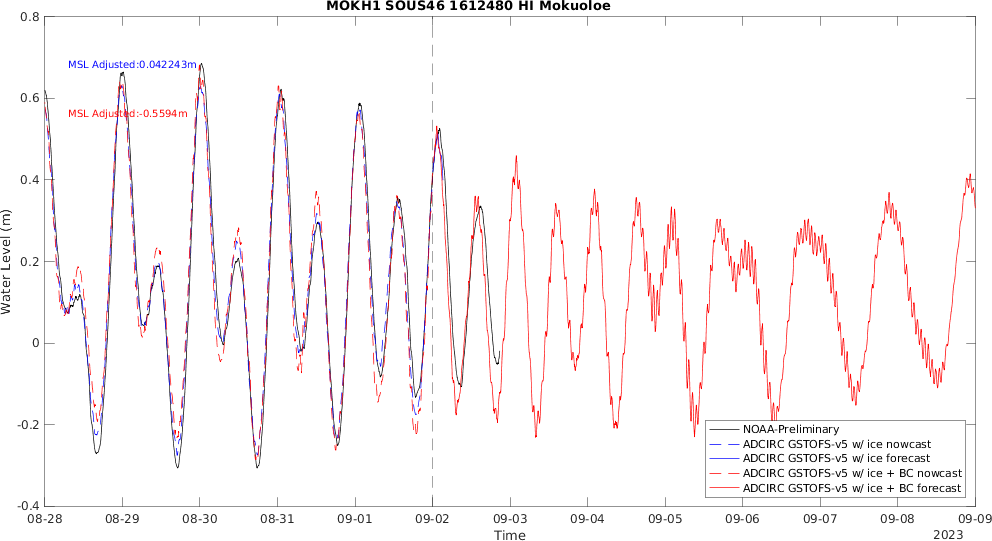 MOKH1 SOUS46 1612480 HI Mokuoloe
0.8
0.6
0.4
0.2
0
-0.2
-0.4
Water Level (m)
MSL Adjusted:0.042243m
MSL Adjusted:-0.5594m
NOAA-Preliminary
ADCIRC GSTOFS-v5 w/ ice nowcast
ADCIRC GSTOFS-v5 w/ ice forecast
ADCIRC GSTOFS-v5 w/ ice + BC nowcast
ADCIRC GSTOFS-v5 w/ ice + BC forecast
08-28 08-29 08-30 08-31 09-01 09-02 09-03 09-04 09-05 09-06 09-07 09-08 09-09
Time
2023